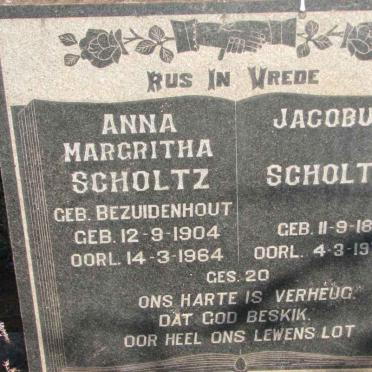 RUS IN VREDE
ANNA
MARGRITHA
SCHOLTZ
GEB. BEZUIDENHOUT
GEB. 12-9-1904
OORL. 14-3-1964
JACOBU
SCHOLT
GEB. 11-9-18
OORL. 4-3-19
GES. 20
ONS HARTE IS VERHEUG.
DAT GOD BESKIK.
OOR HEEL ONS LEWENS LOT